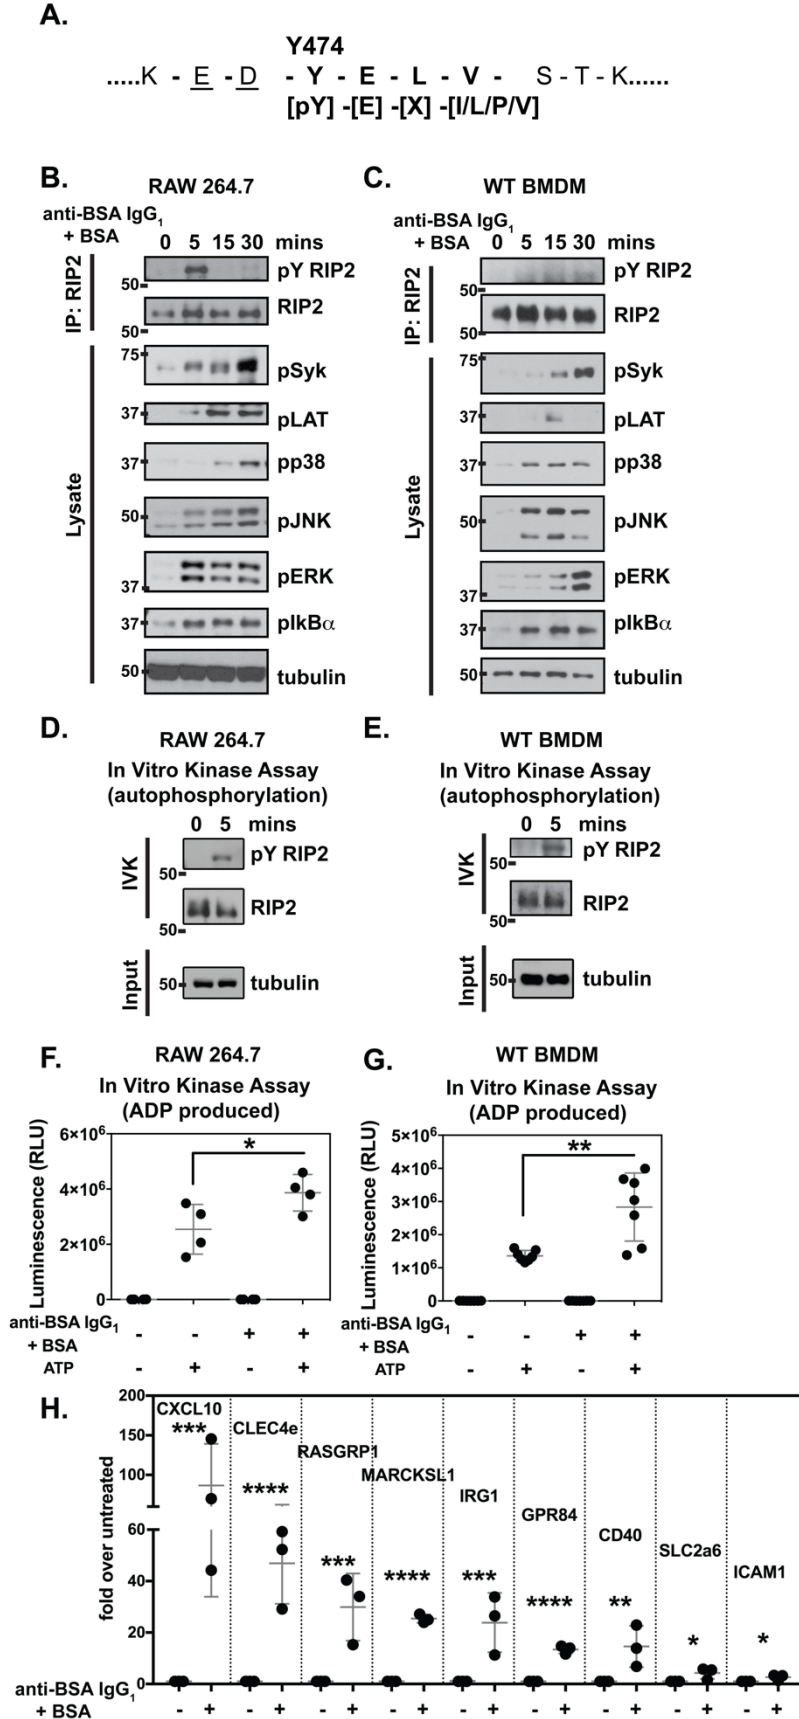 A.
Y474
.....K - E - D - Y - E - L - V - S - T - K......
[pY] -[E] -[X] -[I/L/P/V]
B.
RAW 264.7
anti-BSA IgG1
+ BSA
0 5 15 30 mins
IP: RIP2
pY RIP2
50
RIP2
50
Lysate
75
pSyk
37
pLAT
37
pp38
50
pJNK
pERK
37
37
pIkBα
50
tubulin
C.
WT BMDM
anti-BSA IgG1
+ BSA
0 5 15 30 mins
IP: RIP2
pY RIP2
50
RIP2
50
Lysate
75
pSyk
37
pLAT
37
pp38
50
pJNK
pERK
37
37
pIkBα
50
tubulin
D.
RAW 264.7
In Vitro Kinase Assay
(autophosphorylation)
0 5 mins
IVK
pY RIP2
50
RIP2
50
Input
50
tubulin
E.
WT BMDM
In Vitro Kinase Assay
(autophosphorylation)
0 5 mins
IVK
pY RIP2
50
RIP2
50
Input
50
tubulin
F.
RAW 264.7
In Vitro Kinase Assay
(ADP produced)
Luminescence (RLU)
6×10⁶
4×10⁶
2×10⁶
0
*
anti-BSA IgG1
+ BSA
- - + +
ATP - + - +
G.
WT BMDM
In Vitro Kinase Assay
(ADP produced)
Luminescence (RLU)
5×10⁶
4×10⁶
3×10⁶
2×10⁶
1×10⁶
0
**
anti-BSA IgG1
+ BSA
- - + +
ATP - + - +
H.
fold over untreated
200
150
100
60
40
20
0
CXCL10
***
CLEC4e
****
RASGRP1
***
MARCKSL1
****
IRG1
***
GPR84
****
CD40
**
SLC2a6
*
ICAM1
*
anti-BSA IgG1
+ BSA
- + - + - + - + - + - + - + - + - +